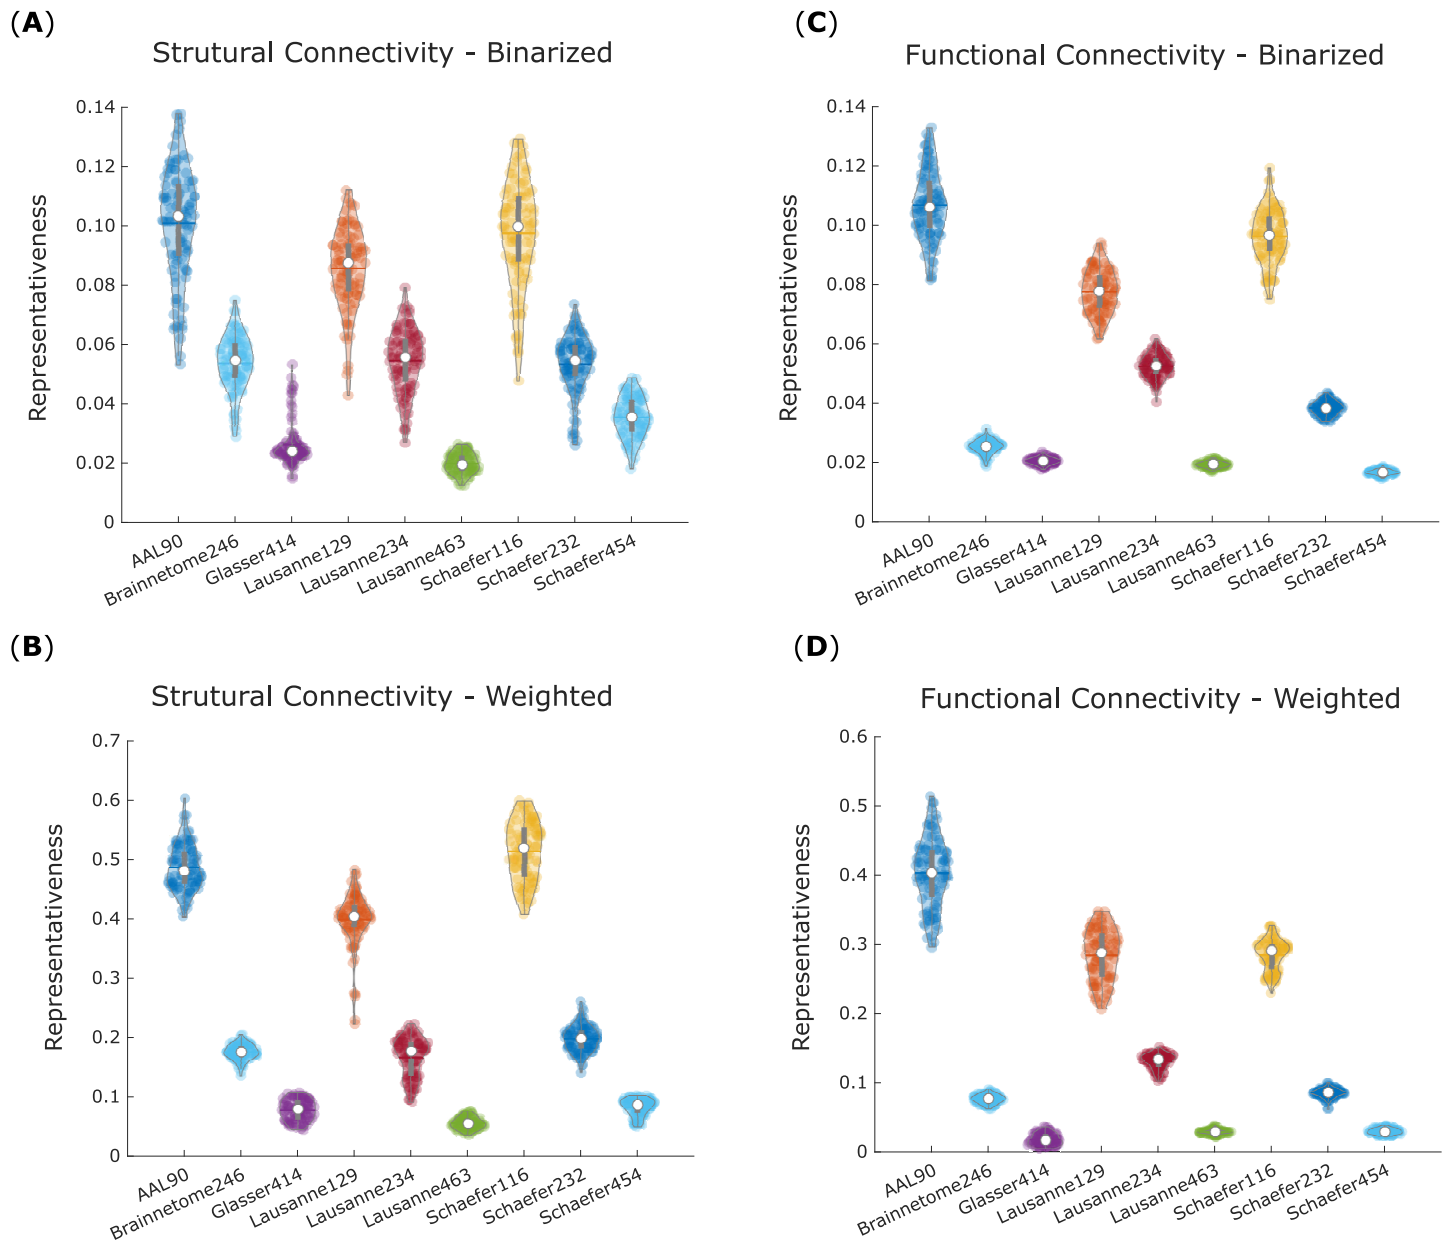 (A)
Strutural Connectivity - Binarized
Representativeness
0.14
0.12
0.10
0.08
0.06
0.04
0.02
0
AAL90
Brainnetome246
Glasser414
Lausanne129
Lausanne234
Lausanne463
Schaefer116
Schaefer232
Schaefer454
(C)
Functional Connectivity - Binarized
Representativeness
0.14
0.12
0.10
0.08
0.06
0.04
0.02
0
AAL90
Brainnetome246
Glasser414
Lausanne129
Lausanne234
Lausanne463
Schaefer116
Schaefer232
Schaefer454
(B)
Strutural Connectivity - Weighted
Representativeness
0.7
0.6
0.5
0.4
0.3
0.2
0.1
0
AAL90
Brainnetome246
Glasser414
Lausanne129
Lausanne234
Lausanne463
Schaefer116
Schaefer232
Schaefer454
(D)
Functional Connectivity - Weighted
Representativeness
0.6
0.5
0.4
0.3
0.2
0.1
0
AAL90
Brainnetome246
Glasser414
Lausanne129
Lausanne234
Lausanne463
Schaefer116
Schaefer232
Schaefer454